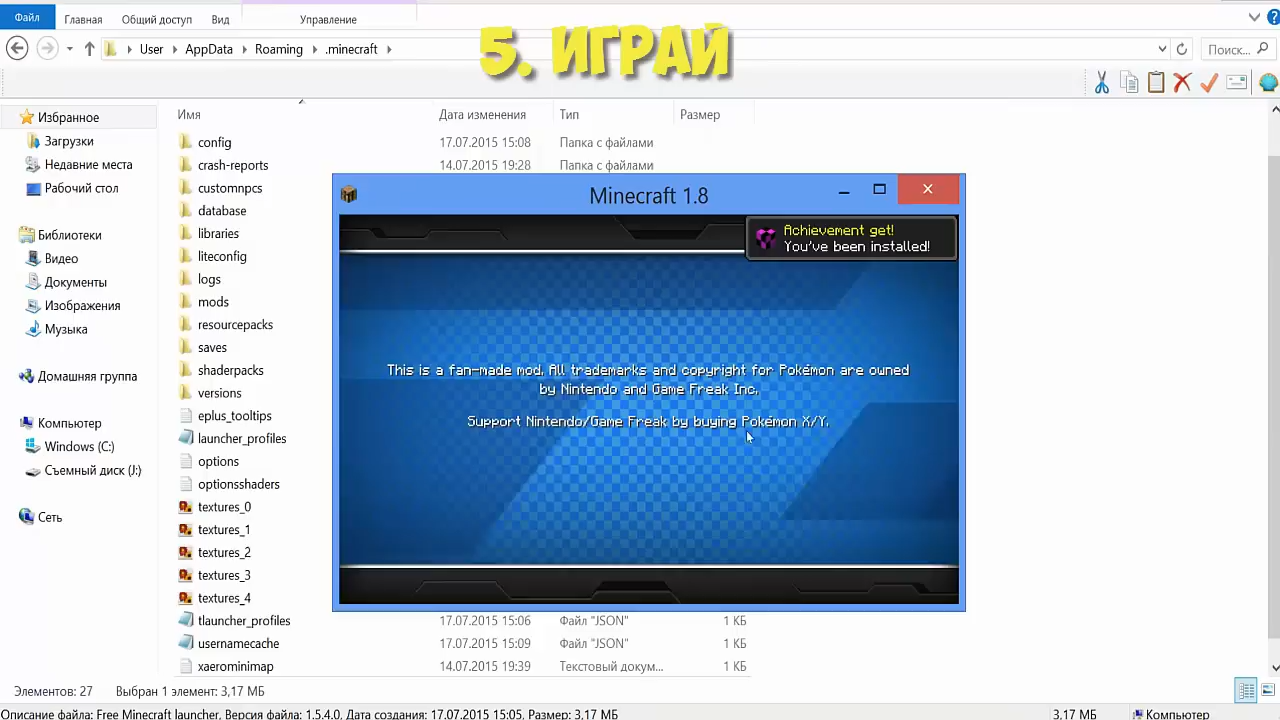 Файл
Главная
Общий доступ
Вид
Управление
5. ИГРАЙ
User
AppData
Roaming
.minecraft
Поиск...
Имя
Дата изменения
Тип
Размер
Избранное
Загрузки
Недавние места
Рабочий стол
Библиотеки
Видео
Документы
Изображения
Музыка
Домашняя группа
Компьютер
Windows (C:)
Съемный диск (J:)
Сеть
config 17.07.2015 15:08 Папка с файлами
crash-reports 14.07.2015 19:28 Папка с файлами
customnpcs
database
libraries
liteconfig
logs
mods
resourcepacks
saves
shaderpacks
versions
eplus_tooltips
launcher_profiles
options
optionsshaders
textures_0
textures_1
textures_2
textures_3
textures_4
tlauncher_profiles 17.07.2015 15:06 Файл "JSON" 1 КБ
usernamecache 17.07.2015 15:09 Файл "JSON" 1 КБ
xaerominimap 14.07.2015 19:39 Текстовый докум... 1 КБ
Minecraft 1.8
Achievement get!
You've been installed!
This is a fan-made mod. All trademarks and copyright for Pokémon are owned
by Nintendo and Game Freak Inc.
Support Nintendo/Game Freak by buying Pokémon X/Y.
Элементов: 27 Выбран 1 элемент: 3,17 МБ
Описание файла: Free Minecraft launcher, Версия файла: 1.5.4.0, Дата создания: 17.07.2015 15:05, Размер: 3,17 МБ
3,17 МБ
Компьютер